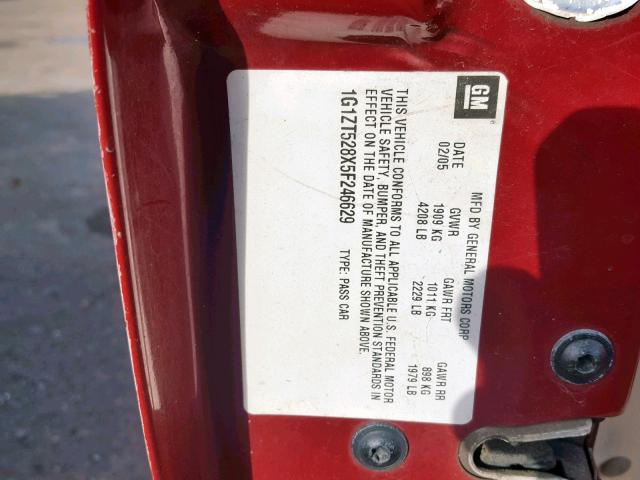 GM
MFD BY GENERAL MOTORS CORP
DATE GVWR GAWR FRT GAWR RR
02/05 1909 KG 1011 KG 898 KG
4208 LB 2229 LB 1979 LB
THIS VEHICLE CONFORMS TO ALL APPLICABLE U.S. FEDERAL MOTOR
VEHICLE SAFETY, BUMPER, AND THEFT PREVENTION STANDARDS IN
EFFECT ON THE DATE OF MANUFACTURE SHOWN ABOVE.
1G1ZT528X5F246629 TYPE: PASS CAR